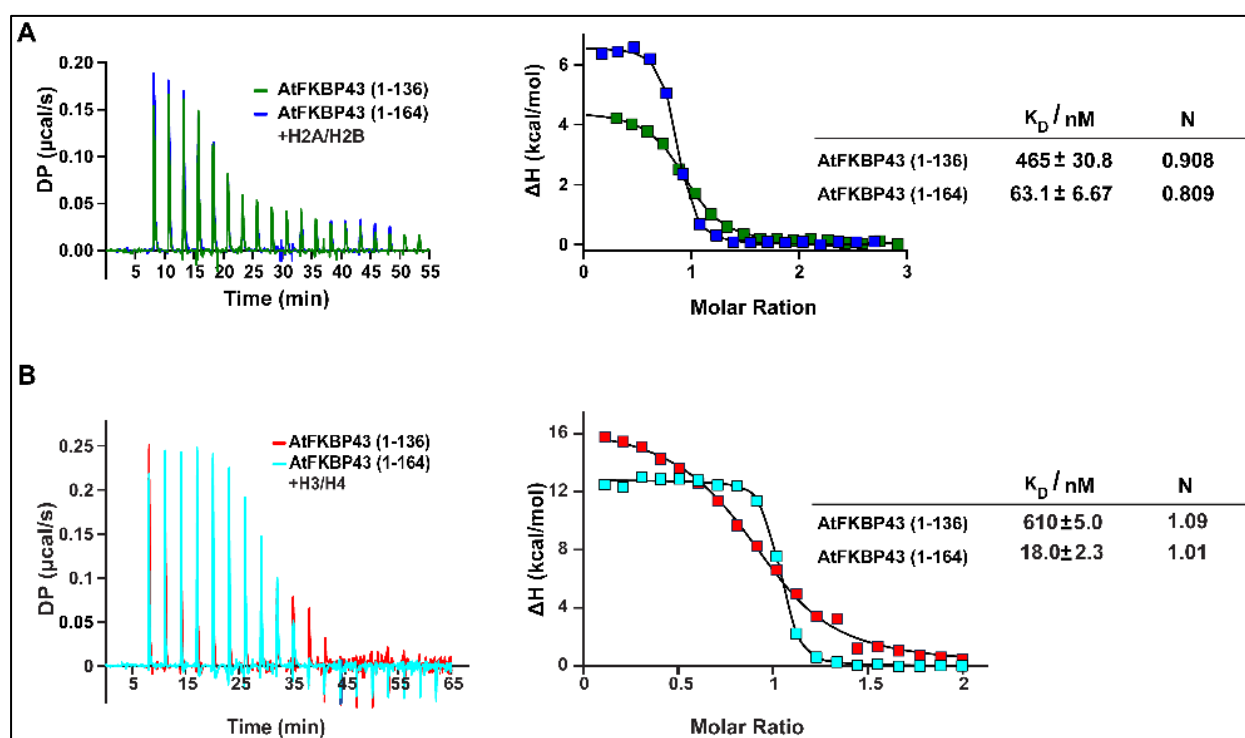 A
0.20
0.15
0.10
0.05
0.00
DP (µcal/s)
AtFKBP43 (1-136)
AtFKBP43 (1-164)
+H2A/H2B
5 10 15 20 25 30 35 40 45 50 55
Time (min)
6
4
2
0
ΔH (kcal/mol)
0 1 2 3
Molar Ration
K_D / nM N
AtFKBP43 (1-136) 465 ± 30.8 0.908
AtFKBP43 (1-164) 63.1 ± 6.67 0.809
B
0.25
0.20
0.15
0.10
0.05
0
DP (µcal/s)
AtFKBP43 (1-136)
AtFKBP43 (1-164)
+H3/H4
5 15 25 35 45 55 65
Time (min)
16
12
8
4
0
ΔH (kcal/mol)
0 0.5 1 1.5 2
Molar Ratio
K_D / nM N
AtFKBP43 (1-136) 610±5.0 1.09
AtFKBP43 (1-164) 18.0±2.3 1.01